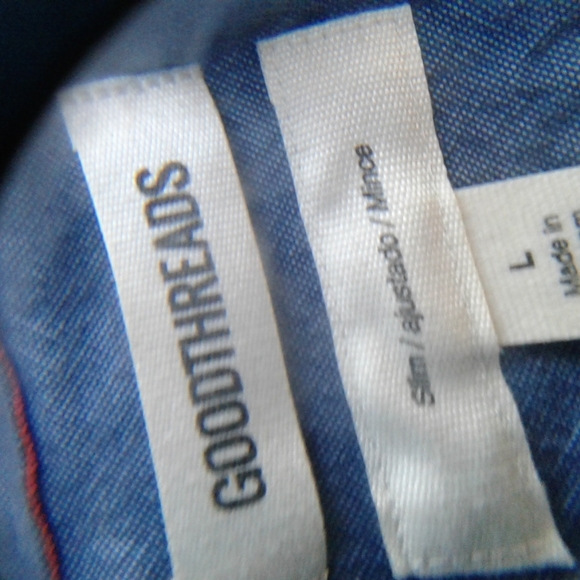 GOODTHREADS
Slim / ajustado / Mince
L
Made in